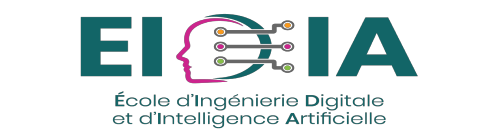 EIDIA
École d'Ingénierie Digitale
et d'Intelligence Artificielle